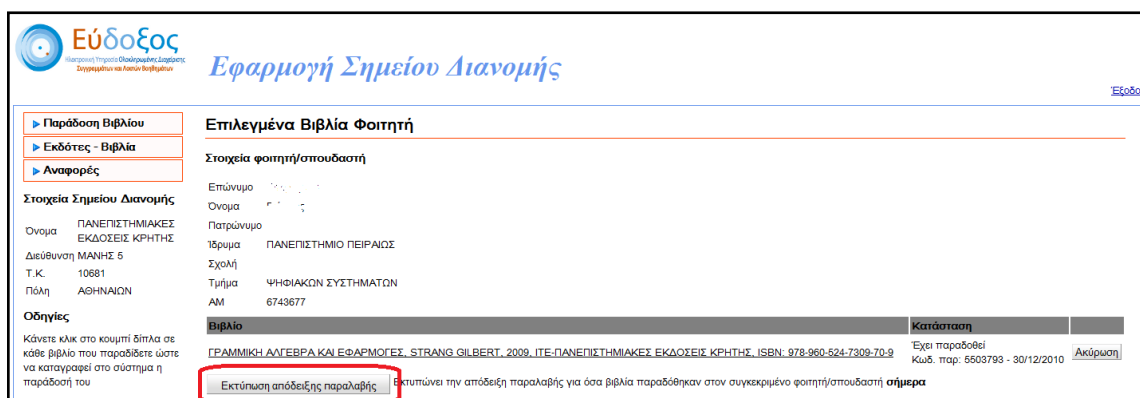 Εύδοξος
Ηλεκτρονική Υπηρεσία Ολοκληρωμένης Διαχείρισης
Συγγραμμάτων και Λοιπών Βοηθημάτων
Εφαρμογή Σημείου Διανομής
Έξοδο
Παράδοση Βιβλίου
Εκδότες - Βιβλία
Αναφορές
Στοιχεία Σημείου Διανομής
Όνομα ΠΑΝΕΠΙΣΤΗΜΙΑΚΕΣ
ΕΚΔΟΣΕΙΣ ΚΡΗΤΗΣ
Διεύθυνση ΜΑΝΗΣ 5
Τ.Κ. 10681
Πόλη ΑΘΗΝΑΙΩΝ
Οδηγίες
Κάνετε κλικ στο κουμπί δίπλα σε
κάθε βιβλίο που παραδίδετε ώστε
να καταγραφεί στο σύστημα η
παράδοσή του
Επιλεγμένα Βιβλία Φοιτητή
Στοιχεία φοιτητή/σπουδαστή
Επώνυμο
Όνομα
Πατρώνυμο
Ίδρυμα ΠΑΝΕΠΙΣΤΗΜΙΟ ΠΕΙΡΑΙΩΣ
Σχολή
Τμήμα ΨΗΦΙΑΚΩΝ ΣΥΣΤΗΜΑΤΩΝ
ΑΜ 6743677
Βιβλίο Κατάσταση
ΓΡΑΜΜΙΚΗ ΑΛΓΕΒΡΑ ΚΑΙ ΕΦΑΡΜΟΓΕΣ, STRANG GILBERT, 2009, ΙΤΕ-ΠΑΝΕΠΙΣΤΗΜΙΑΚΕΣ ΕΚΔΟΣΕΙΣ ΚΡΗΤΗΣ, ISBN: 978-960-524-7309-70-9
Έχει παραδοθεί
Κωδ. παρ: 5503793 - 30/12/2010
Ακύρωση
Εκτύπωση απόδειξης παραλαβής Εκτυπώνει την απόδειξη παραλαβής για όσα βιβλία παραδόθηκαν στον συγκεκριμένο φοιτητή/σπουδαστή σήμερα